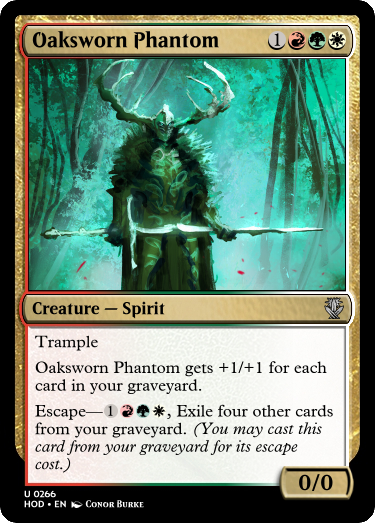 Oaksworn Phantom 1
Creature — Spirit
Trample
Oaksworn Phantom gets +1/+1 for each
card in your graveyard.
Escape—1, Exile four other cards
from your graveyard. (You may cast
this card from your graveyard for its escape
cost.)
0/0
U 0266
HOD • EN Conor Burke